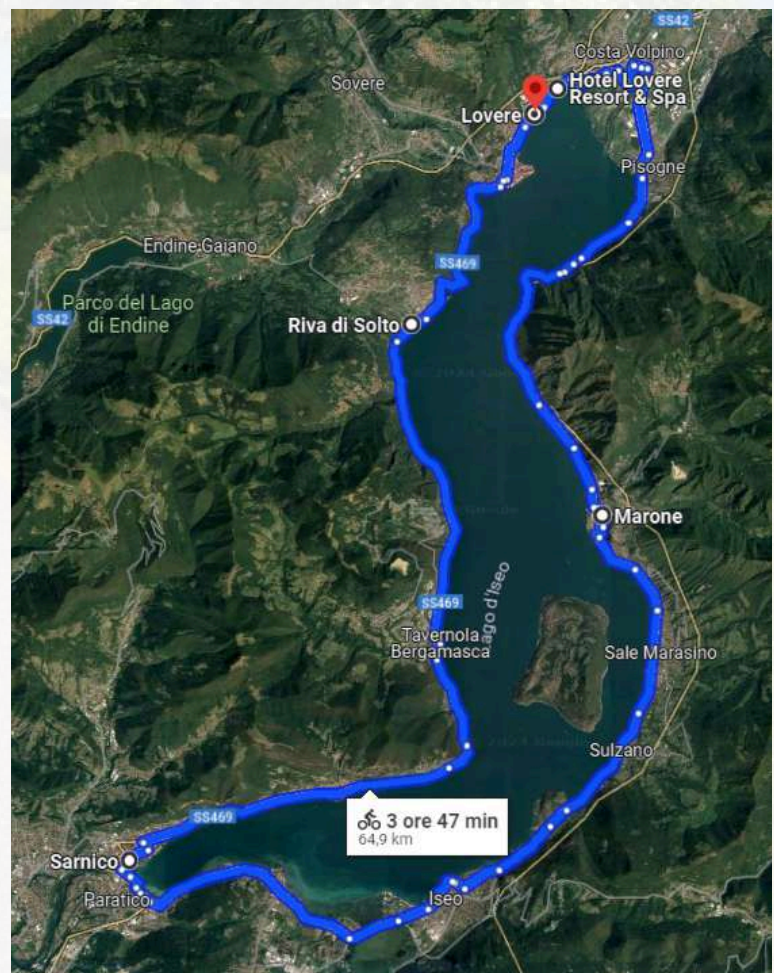 SS42
Costa Volpino
Sovere
Hotel Lovere
Resort & Spa
Lovere
Pisogne
Endine Gaiano
SS469
Parco del Lago
di Endine
SS42
Riva di Solto
Marone
Lago d'Iseo
SS469
Tavernola
Bergamasca
Sale Marasino
Sulzano
SS469
3 ore 47 min
64,9 km
Sarnico
Paratico
Iseo